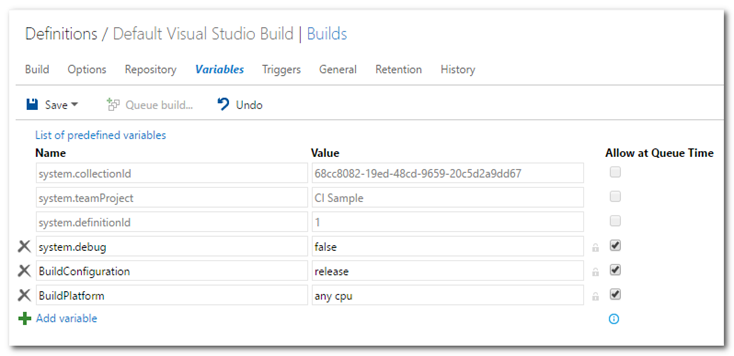 Definitions / Default Visual Studio Build | Builds
Build Options Repository Variables Triggers General Retention History
Save Queue build... Undo
List of predefined variables
Name Value Allow at Queue Time
system.collectionId 68cc8082-19ed-48cd-9659-20c5d2a9dd67
system.teamProject CI Sample
system.definitionId 1
system.debug false
BuildConfiguration release
BuildPlatform any cpu
Add variable